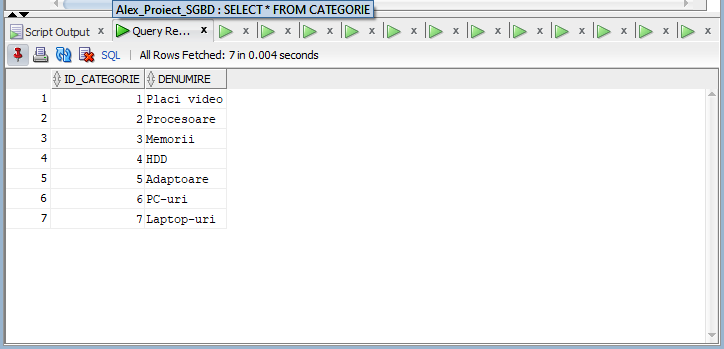 Alex_Proiect_SGBD : SELECT * FROM CATEGORIE
Script Output x Query Re... x x x x x x x x x x x x x
SQL | All Rows Fetched: 7 in 0.004 seconds
ID_CATEGORIE DENUMIRE
1 1 Placi video
2 2 Procesoare
3 3 Memorii
4 4 HDD
5 5 Adaptoare
6 6 PC-uri
7 7 Laptop-uri